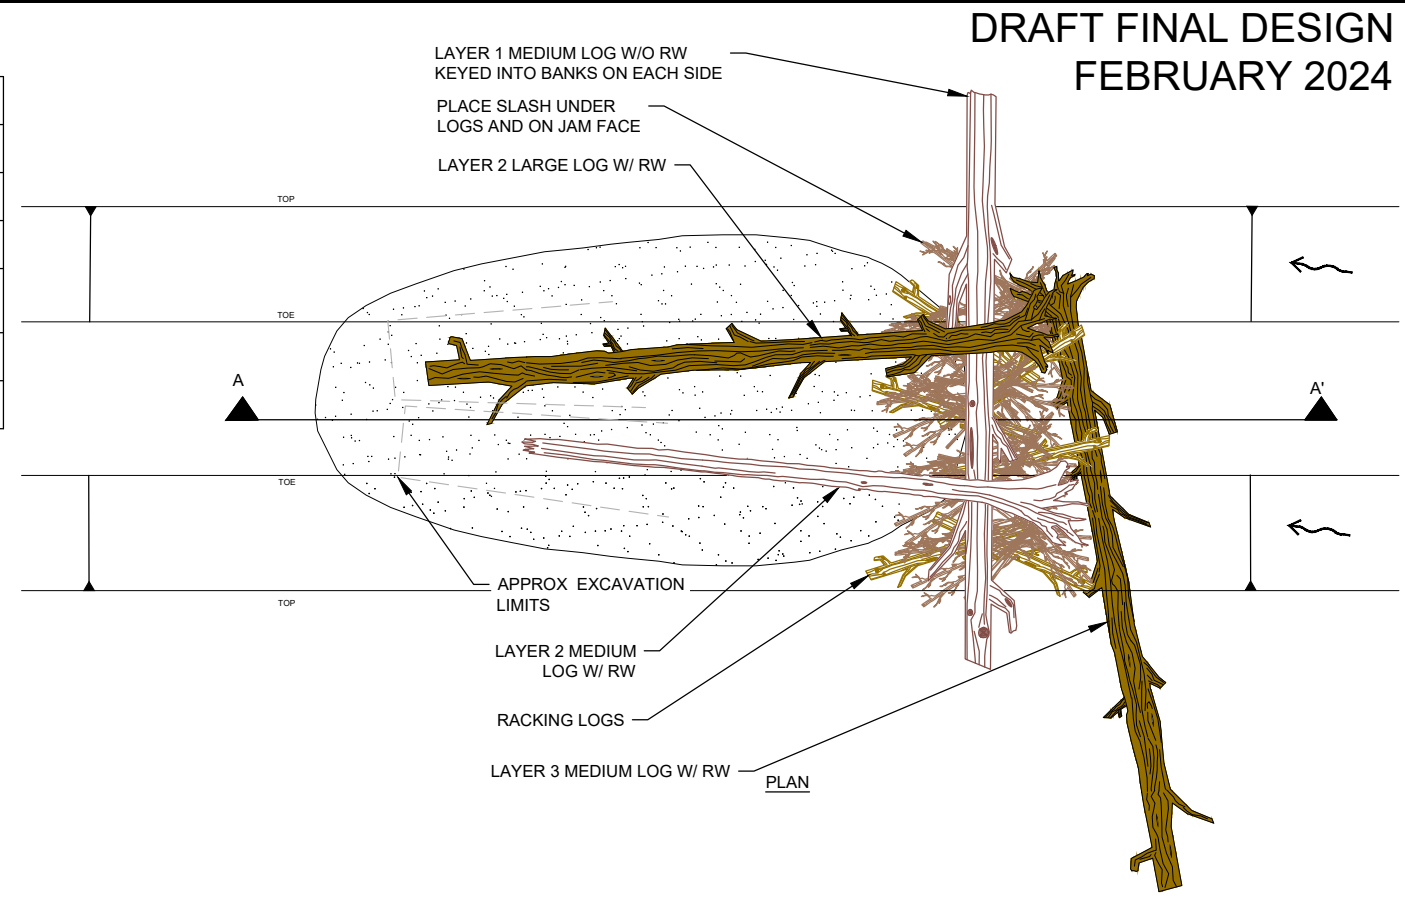 DRAFT FINAL DESIGN
FEBRUARY 2024
LAYER 1 MEDIUM LOG W/O RW
KEYED INTO BANKS ON EACH SIDE
PLACE SLASH UNDER
LOGS AND ON JAM FACE
LAYER 2 LARGE LOG W/ RW
TOP
TOE
A
A'
TOE
APPROX EXCAVATION
LIMITS
TOP
LAYER 2 MEDIUM
LOG W/ RW
RACKING LOGS
LAYER 3 MEDIUM LOG W/ RW
PLAN